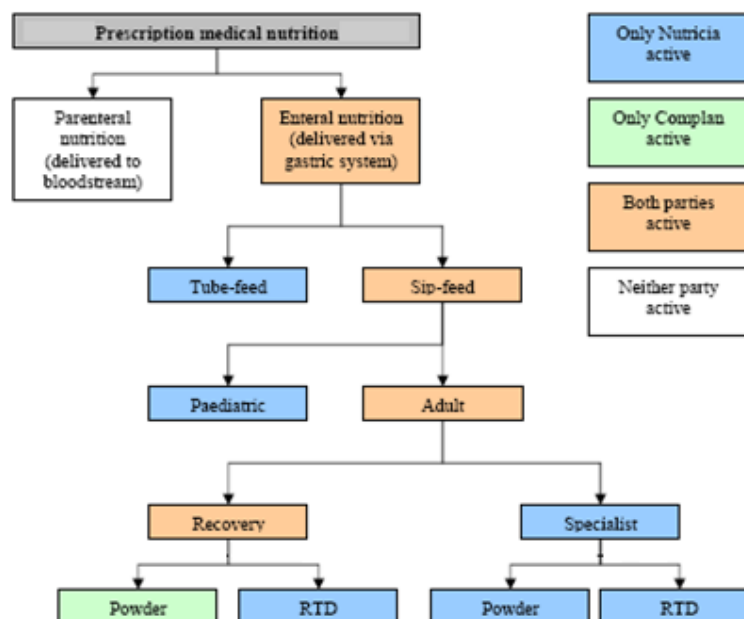 Prescription medical nutrition
Only Nutricia
active
Parenteral
nutrition
(delivered to
bloodstream)
Enteral nutrition
(delivered via
gastric system)
Only Complan
active
Both parties
active
Tube-feed
Sip-feed
Neither party
active
Paediatric
Adult
Recovery
Specialist
Powder
RTD
Powder
RTD